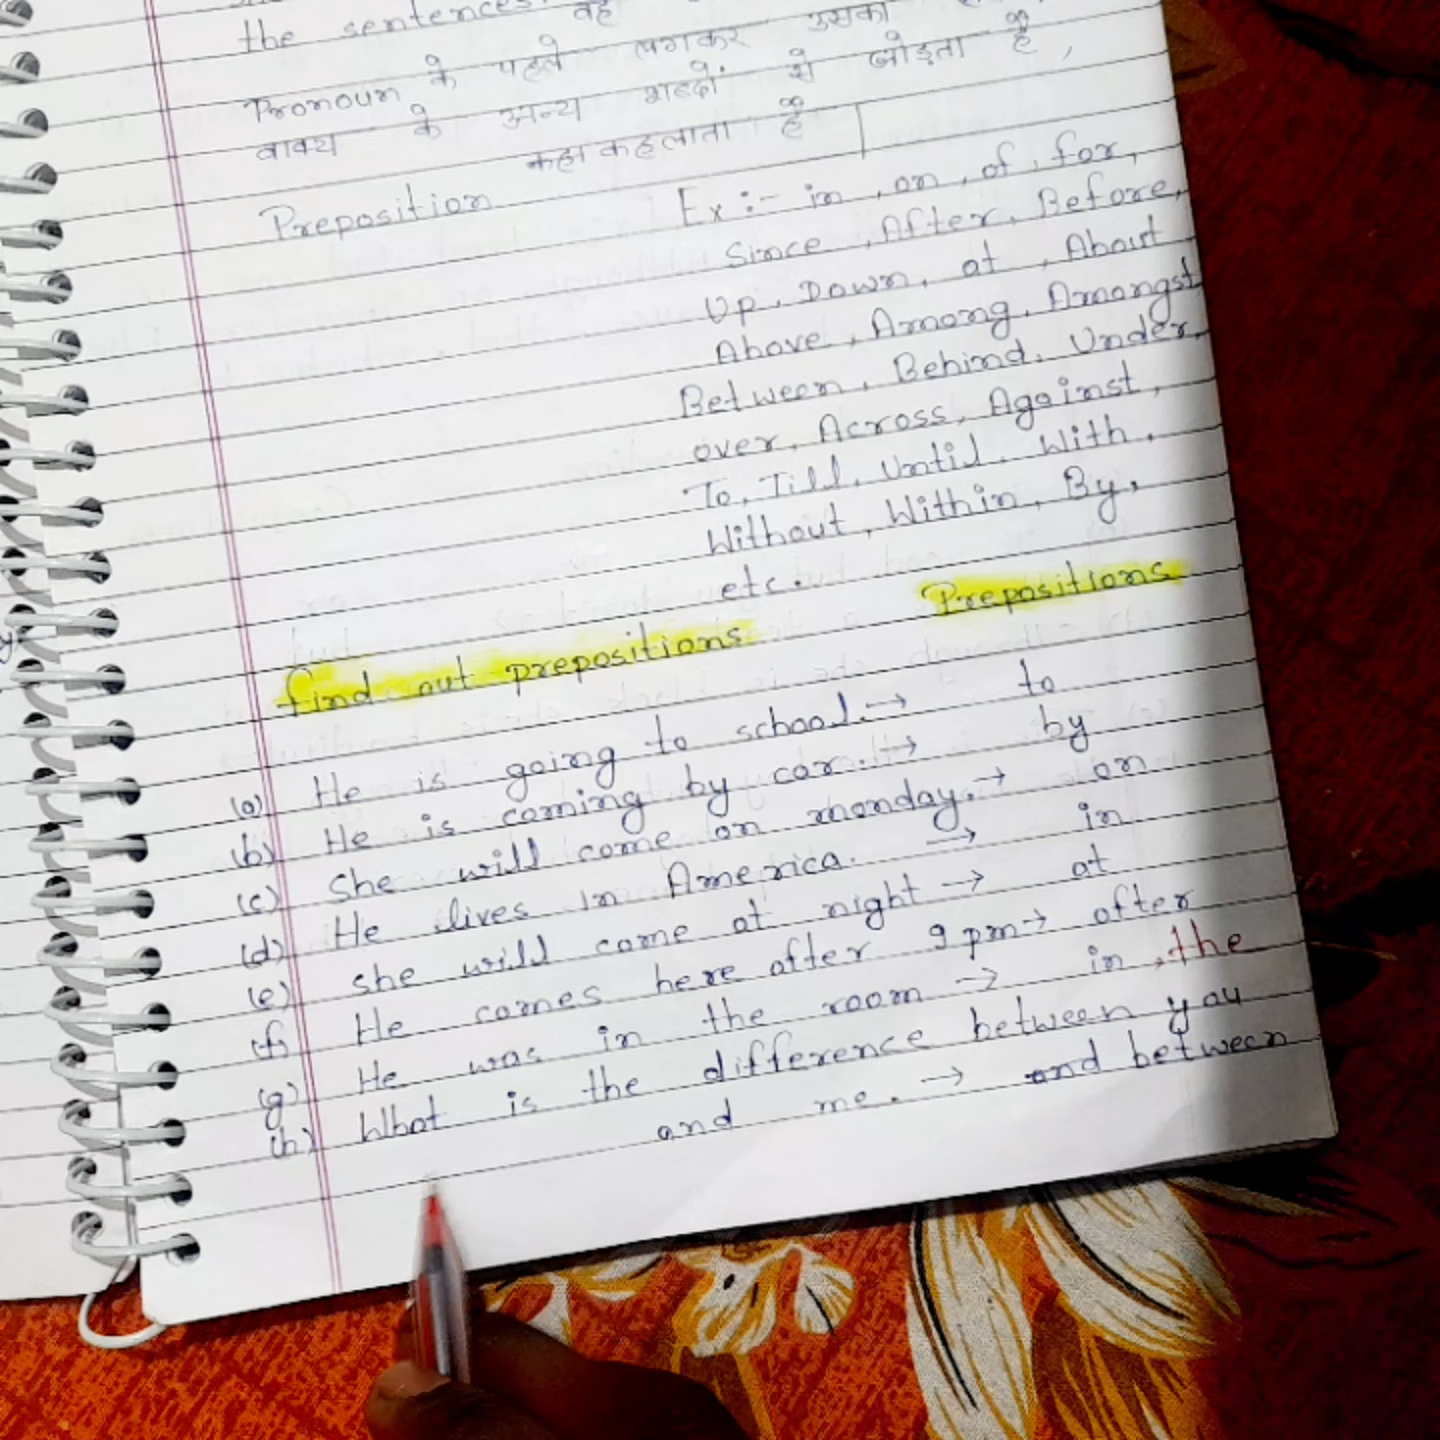 the sentences. वह
Pronoun के पहले लगकर उसका
वाक्य के अन्य शब्दों से जोड़ता है,
कहा कहलाता है |
Preposition Ex :- in, on, of, for,
Since, After, Before,
Up, Down, at, About
Above, Among, Amongst
Between, Behind, Under,
over, Across, Against,
To, Till, Until, With,
Without, Within, By,
etc.
find out prepositions Prepositions
(a) He is going to school. → to
(b) He is coming by car. → by
(c) She will come on monday. → on
(d) He lives in America. → in
(e) she will come at night → at
(f) He comes here after 9 pm → after
(g) He was in the room → in, the
(h) What is the difference between you
and me. → and between